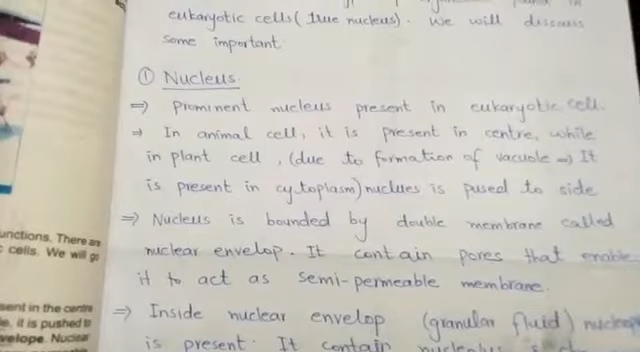 found in
eukaryotic cells (true nucleus). We will discuss
some important
① Nucleus
⇒ Prominent nucleus present in eukaryotic cell.
→ In animal cell, it is present in centre, while
in plant cell, (due to formation of vacuole ⇒ It
is present in cytoplasm) nuclues is pused to side
⇒ Nucleus is bounded by double membrane called
nuclear envelop. It contain pores that enable
it to act as semi-permeable membrane.
⇒ Inside nuclear envelop (granular fluid)
is present. It contain
unctions. There are
cells. We will go
sent in the centre
it is pushed to
velope. Nuclear